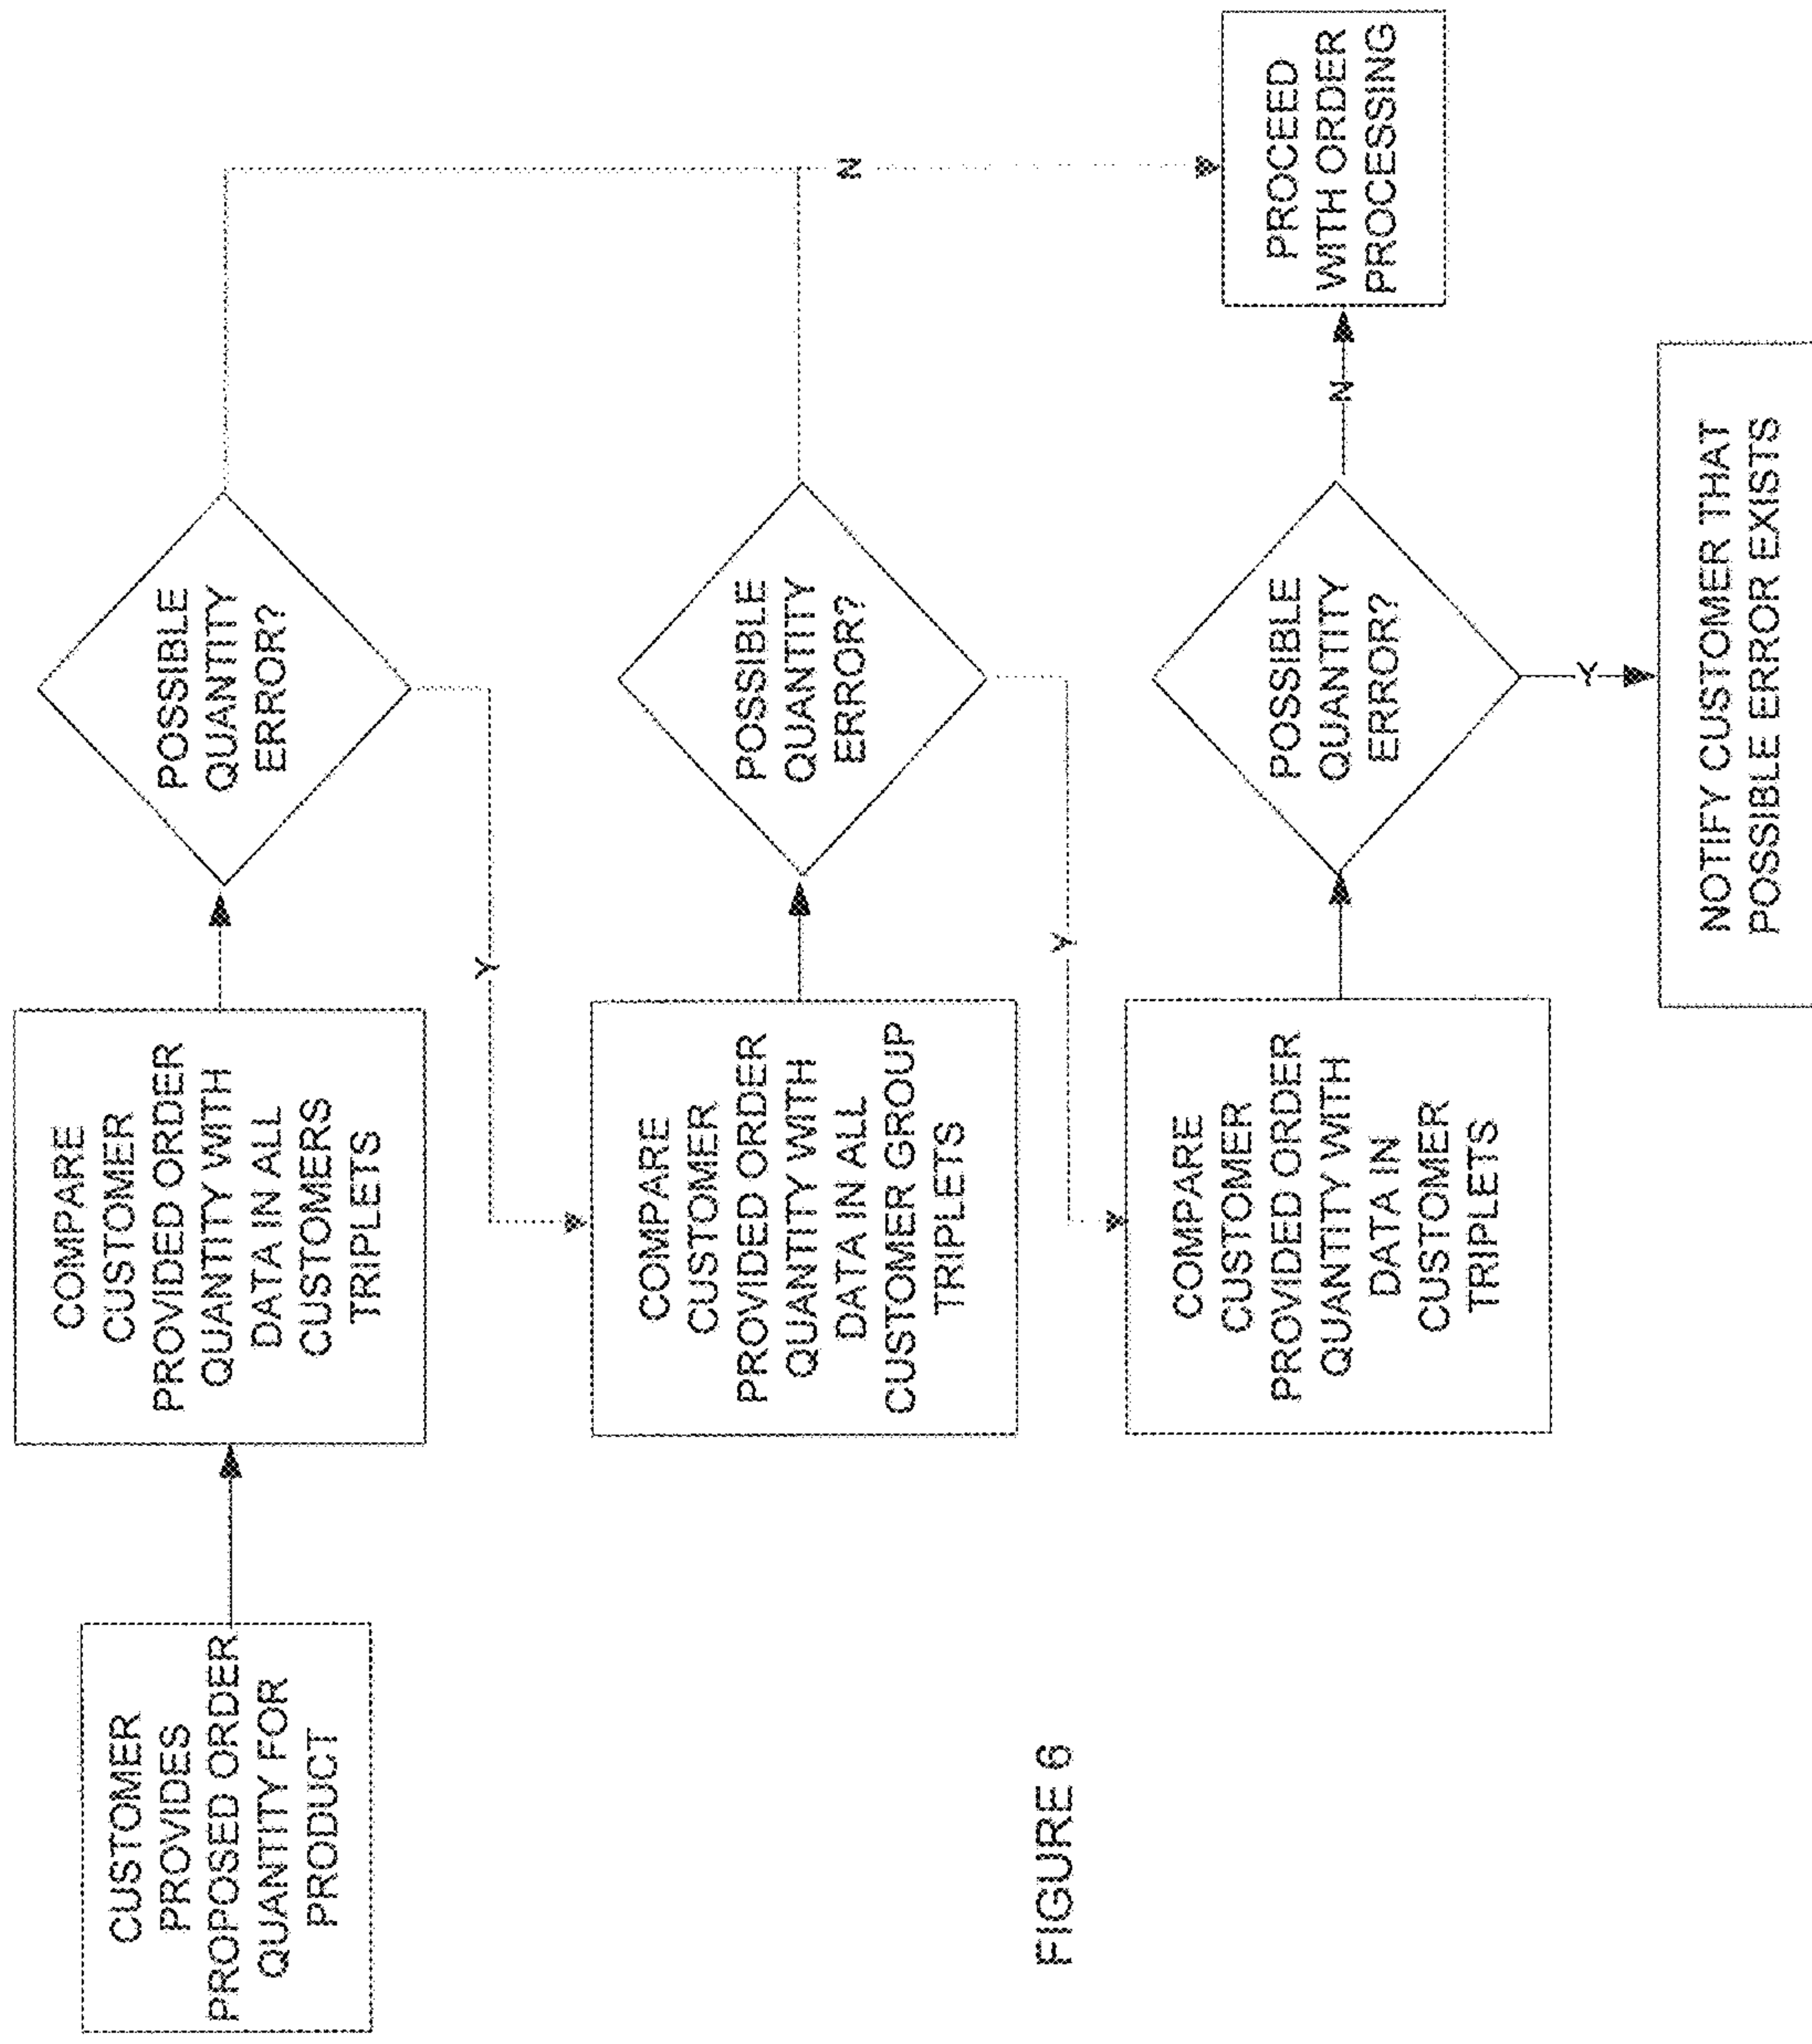 CUSTOMER
PROVIDES
PROPOSED ORDER
QUANTITY FOR
PRODUCT
COMPARE
CUSTOMER
PROVIDED ORDER
QUANTITY WITH
DATA IN ALL
CUSTOMERS
TRIPLETS
POSSIBLE
QUANTITY
ERROR?
Y
COMPARE
CUSTOMER
PROVIDED ORDER
QUANTITY WITH
DATA IN ALL
CUSTOMER GROUP
TRIPLETS
POSSIBLE
QUANTITY
ERROR?
N
Y
COMPARE
CUSTOMER
PROVIDED ORDER
QUANTITY WITH
DATA IN
CUSTOMER
TRIPLETS
POSSIBLE
QUANTITY
ERROR?
N
PROCEED
WITH ORDER
PROCESSING
Y
NOTIFY CUSTOMER THAT
POSSIBLE ERROR EXISTS
FIGURE 6